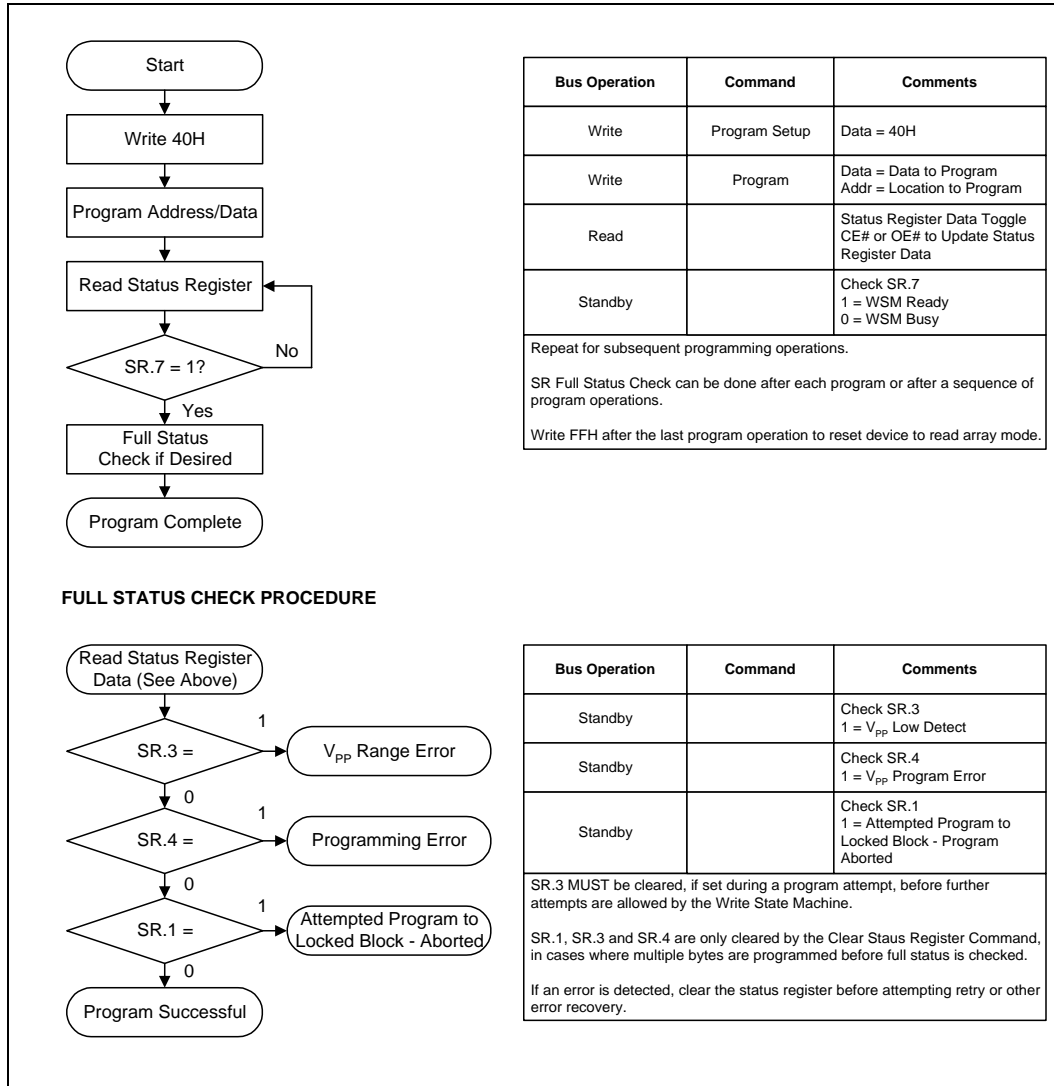 Start
Write 40H
Program Address/Data
Read Status Register
No
SR.7 = 1?
Yes
Full Status
Check if Desired
Program Complete
Bus Operation Command Comments
Write Program Setup Data = 40H
Write Program Data = Data to Program
Addr = Location to Program
Read Status Register Data Toggle
CE# or OE# to Update Status
Register Data
Standby Check SR.7
1 = WSM Ready
0 = WSM Busy
Repeat for subsequent programming operations.
SR Full Status Check can be done after each program or after a sequence of
program operations.
Write FFH after the last program operation to reset device to read array mode.
FULL STATUS CHECK PROCEDURE
Read Status Register
Data (See Above)
1
SR.3 = VPP Range Error
0
1
SR.4 = Programming Error
0
1
SR.1 = Attempted Program to
Locked Block - Aborted
0
Program Successful
Bus Operation Command Comments
Standby Check SR.3
1 = VPP Low Detect
Standby Check SR.4
1 = VPP Program Error
Standby Check SR.1
1 = Attempted Program to
Locked Block - Program
Aborted
SR.3 MUST be cleared, if set during a program attempt, before further
attempts are allowed by the Write State Machine.
SR.1, SR.3 and SR.4 are only cleared by the Clear Staus Register Command,
in cases where multiple bytes are programmed before full status is checked.
If an error is detected, clear the status register before attempting retry or other
error recovery.